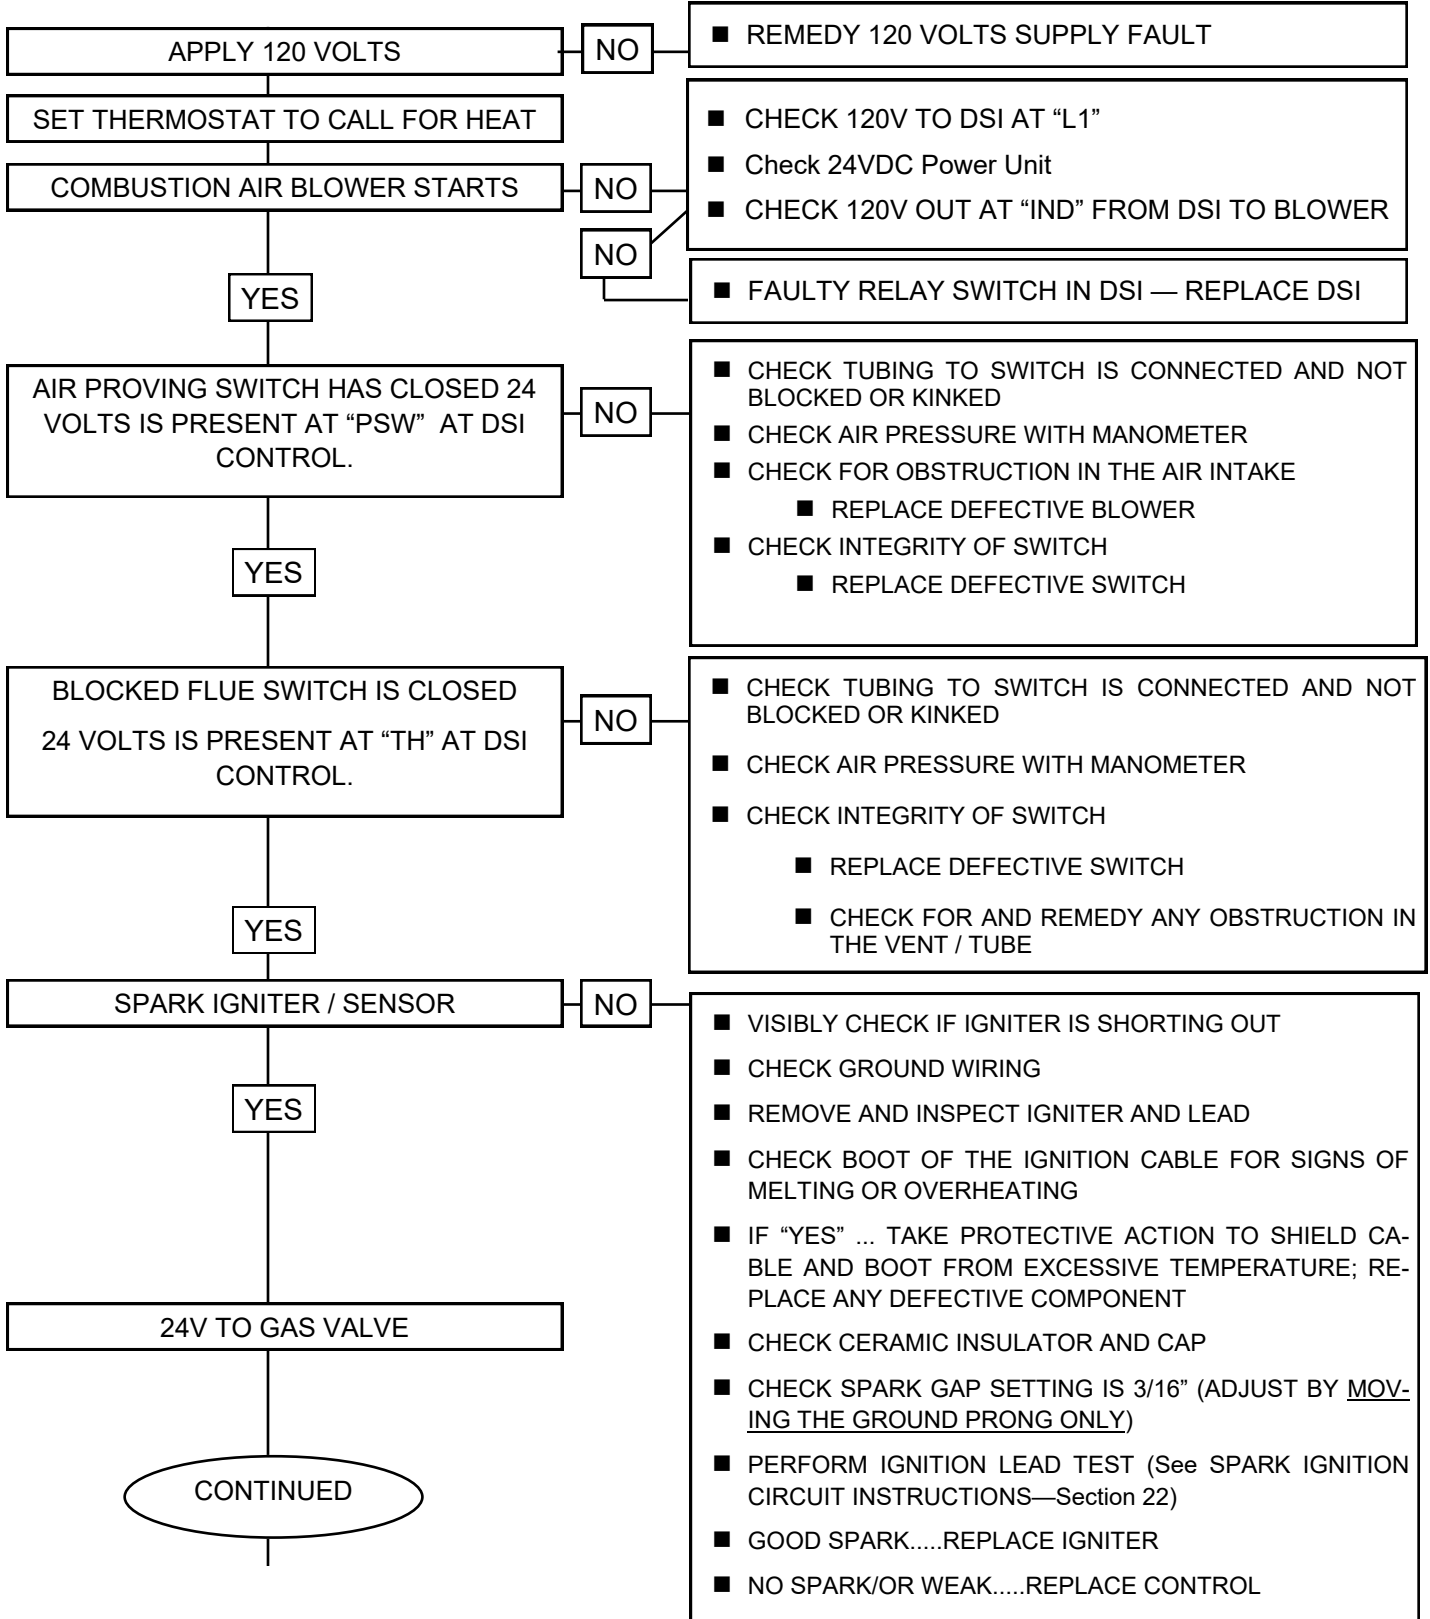 APPLY 120 VOLTS
NO
■ REMEDY 120 VOLTS SUPPLY FAULT
SET THERMOSTAT TO CALL FOR HEAT
COMBUSTION AIR BLOWER STARTS
NO
■ CHECK 120V TO DSI AT “L1”
■ Check 24VDC Power Unit
■ CHECK 120V OUT AT “IND” FROM DSI TO BLOWER
NO
■ FAULTY RELAY SWITCH IN DSI — REPLACE DSI
YES
AIR PROVING SWITCH HAS CLOSED 24
VOLTS IS PRESENT AT “PSW” AT DSI
CONTROL.
NO
■ CHECK TUBING TO SWITCH IS CONNECTED AND NOT
BLOCKED OR KINKED
■ CHECK AIR PRESSURE WITH MANOMETER
■ CHECK FOR OBSTRUCTION IN THE AIR INTAKE
■ REPLACE DEFECTIVE BLOWER
■ CHECK INTEGRITY OF SWITCH
■ REPLACE DEFECTIVE SWITCH
YES
BLOCKED FLUE SWITCH IS CLOSED
24 VOLTS IS PRESENT AT “TH” AT DSI
CONTROL.
NO
■ CHECK TUBING TO SWITCH IS CONNECTED AND NOT
BLOCKED OR KINKED
■ CHECK AIR PRESSURE WITH MANOMETER
■ CHECK INTEGRITY OF SWITCH
■ REPLACE DEFECTIVE SWITCH
■ CHECK FOR AND REMEDY ANY OBSTRUCTION IN
THE VENT / TUBE
YES
SPARK IGNITER / SENSOR
NO
■ VISIBLY CHECK IF IGNITER IS SHORTING OUT
■ CHECK GROUND WIRING
■ REMOVE AND INSPECT IGNITER AND LEAD
■ CHECK BOOT OF THE IGNITION CABLE FOR SIGNS OF
MELTING OR OVERHEATING
■ IF “YES” ... TAKE PROTECTIVE ACTION TO SHIELD CA-
BLE AND BOOT FROM EXCESSIVE TEMPERATURE; RE-
PLACE ANY DEFECTIVE COMPONENT
■ CHECK CERAMIC INSULATOR AND CAP
■ CHECK SPARK GAP SETTING IS 3/16” (ADJUST BY MOV-
ING THE GROUND PRONG ONLY)
■ PERFORM IGNITION LEAD TEST (See SPARK IGNITION
CIRCUIT INSTRUCTIONS—Section 22)
■ GOOD SPARK.....REPLACE IGNITER
■ NO SPARK/OR WEAK.....REPLACE CONTROL
YES
24V TO GAS VALVE
CONTINUED